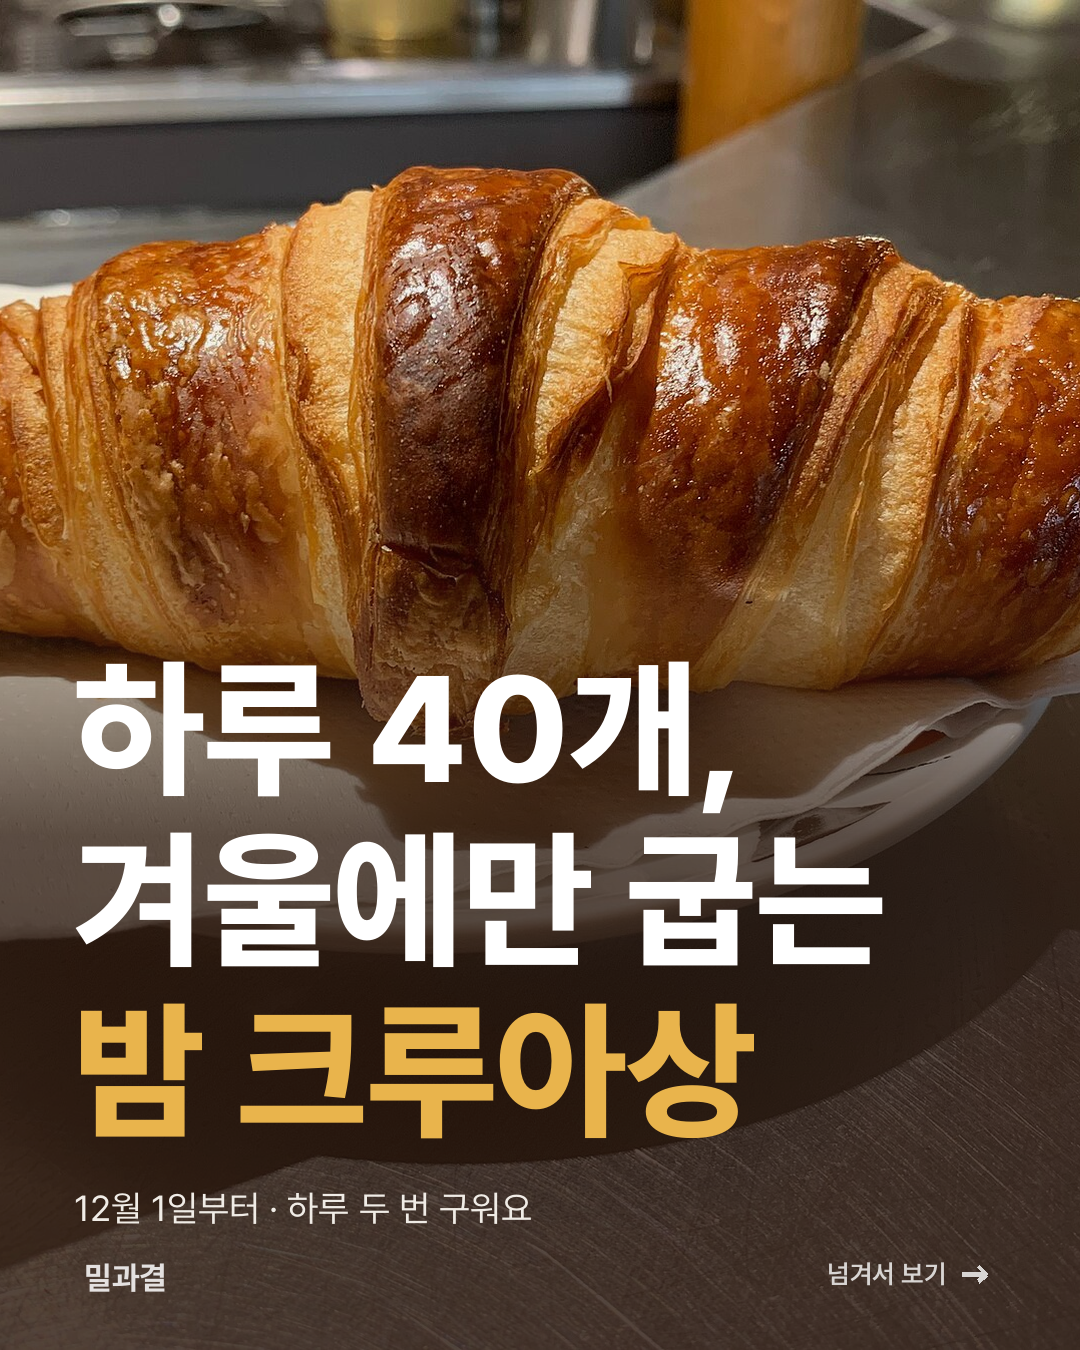 하루 40개,
겨울에만 굽는
밤 크루아상
12월 1일부터 · 하루 두 번 구워요
밀과결
넘겨서 보기 →